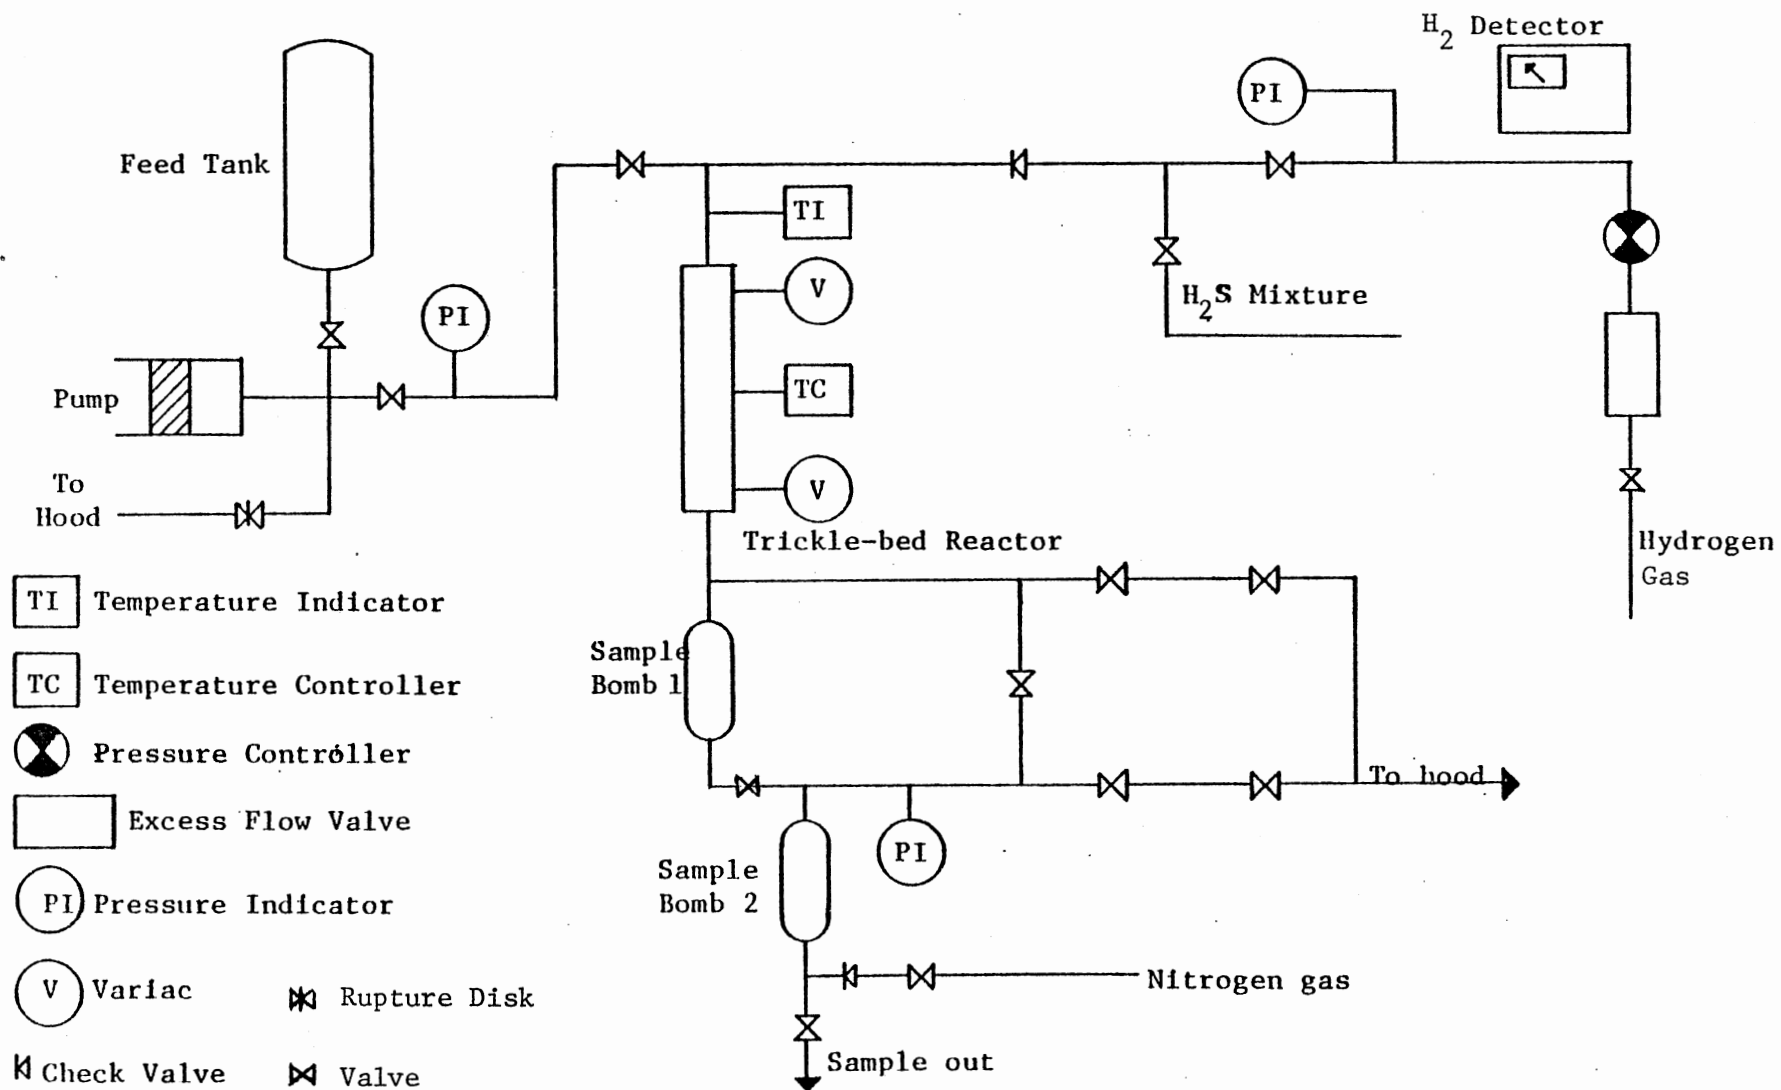 H2 Detector
PI
Feed Tank
TI
V
H2S Mixture
PI
TC
Pump
V
To
Hood
Trickle-bed Reactor
Hydrogen
Gas
TI Temperature Indicator
Sample
Bomb 1
TC Temperature Controller
Pressure Controller
To hood
Excess Flow Valve
PI
Sample
Bomb 2
PI Pressure Indicator
Nitrogen gas
V Variac
Rupture Disk
Sample out
Check Valve
Valve